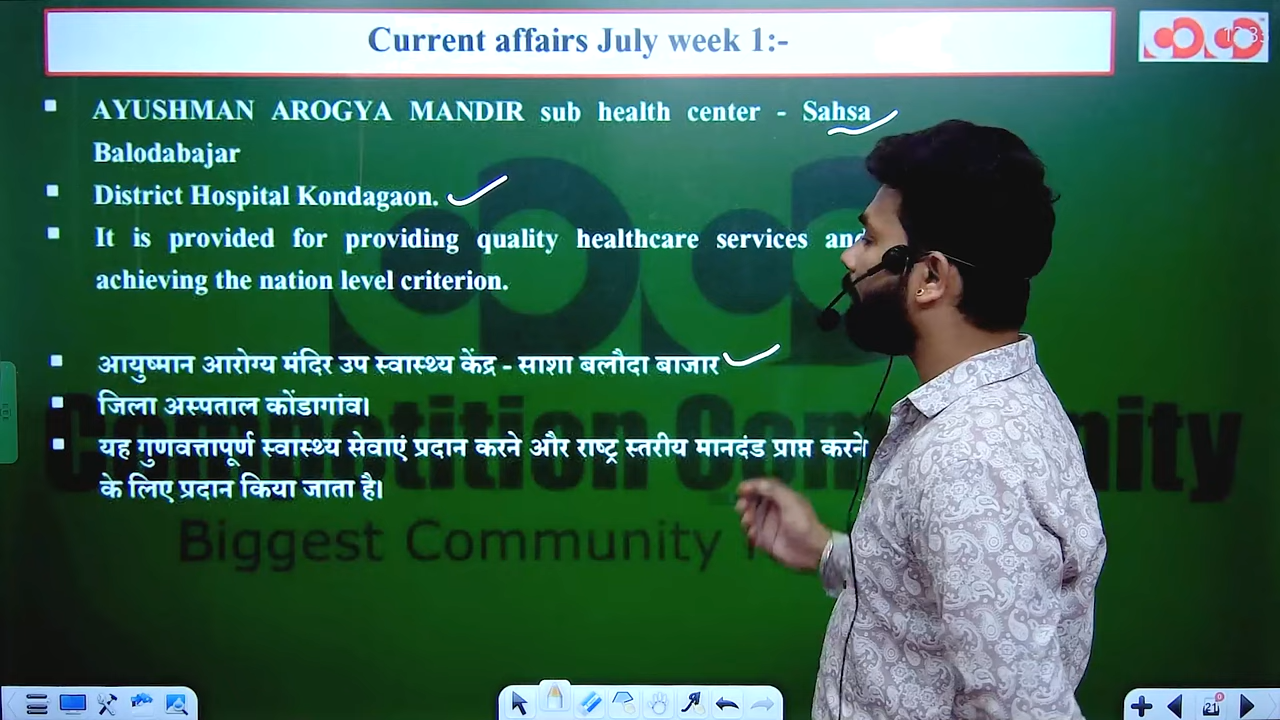 Current affairs July week 1:-
AYUSHMAN AROGYA MANDIR sub health center - Sahsa
Balodabajar
District Hospital Kondagaon.
It is provided for providing quality healthcare services and
achieving the nation level criterion.
आयुष्मान आरोग्य मंदिर उप स्वास्थ्य केंद्र - साशा बलौदा बाजार
जिला अस्पताल कोंडागांव।
यह गुणवत्तापूर्ण स्वास्थ्य सेवाएं प्रदान करने और राष्ट्र स्तरीय मानदंड प्राप्त करने
के लिए प्रदान किया जाता है।
Competition Community
Biggest Community
21